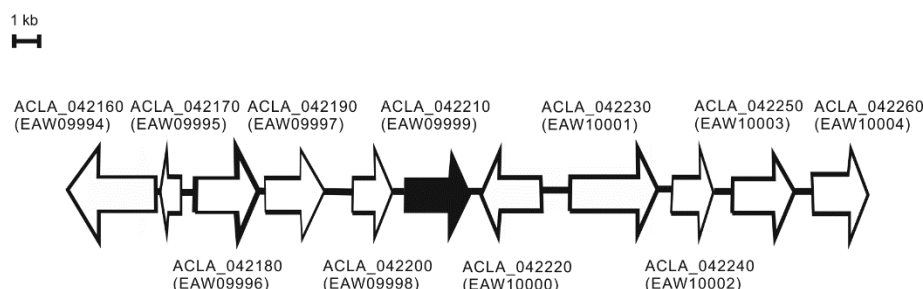 1 kb
ACLA_042160 ACLA_042170 ACLA_042190 ACLA_042210 ACLA_042230 ACLA_042250 ACLA_042260
(EAW09994) (EAW09995) (EAW09997) (EAW09999) (EAW10001) (EAW10003) (EAW10004)
ACLA_042180 ACLA_042200 ACLA_042220 ACLA_042240
(EAW09996) (EAW09998) (EAW10000) (EAW10002)